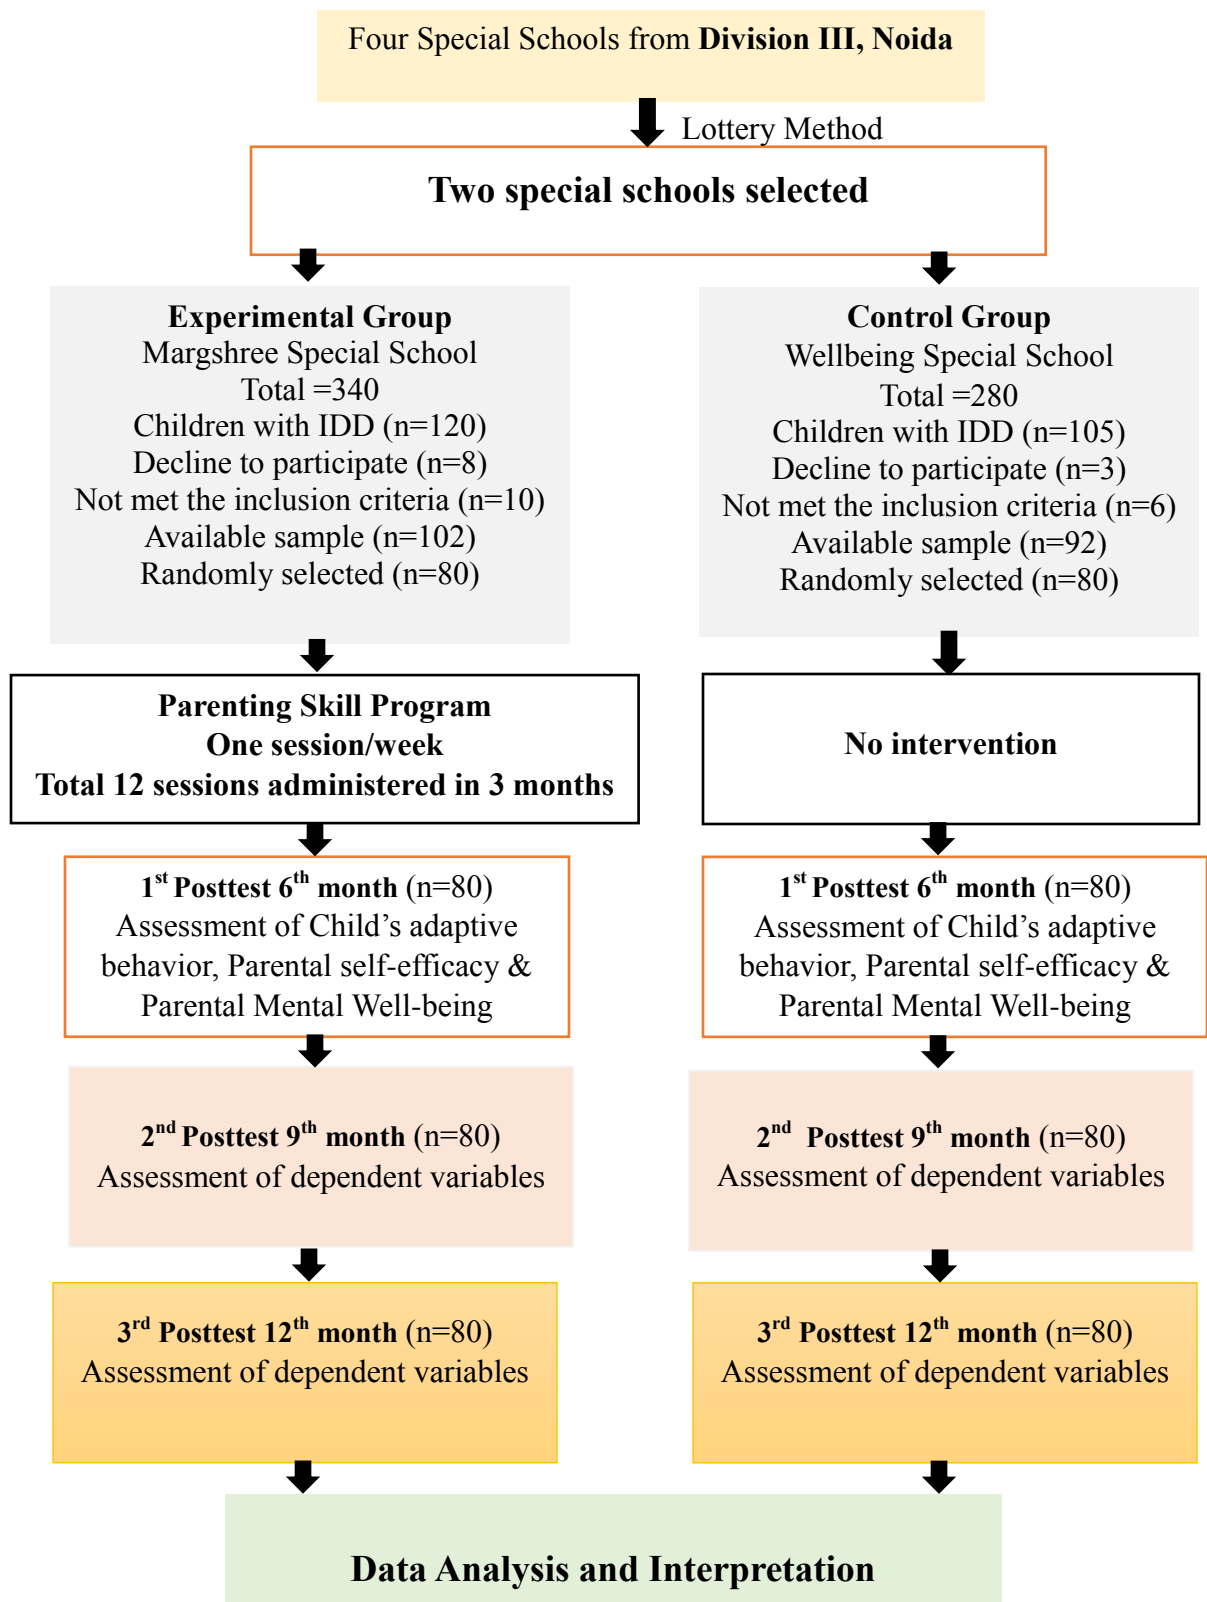 Four Special Schools from Division III, Noida
Lottery Method
Two special schools selected
Experimental Group
Margshree Special School
Total =340
Children with IDD (n=120)
Decline to participate (n=8)
Not met the inclusion criteria (n=10)
Available sample (n=102)
Randomly selected (n=80)
Control Group
Wellbeing Special School
Total =280
Children with IDD (n=105)
Decline to participate (n=3)
Not met the inclusion criteria (n=6)
Available sample (n=92)
Randomly selected (n=80)
Parenting Skill Program
One session/week
Total 12 sessions administered in 3 months
No intervention
1st Posttest 6th month (n=80)
Assessment of Child’s adaptive
behavior, Parental self-efficacy &
Parental Mental Well-being
1st Posttest 6th month (n=80)
Assessment of Child’s adaptive
behavior, Parental self-efficacy &
Parental Mental Well-being
2nd Posttest 9th month (n=80)
Assessment of dependent variables
2nd Posttest 9th month (n=80)
Assessment of dependent variables
3rd Posttest 12th month (n=80)
Assessment of dependent variables
3rd Posttest 12th month (n=80)
Assessment of dependent variables
Data Analysis and Interpretation